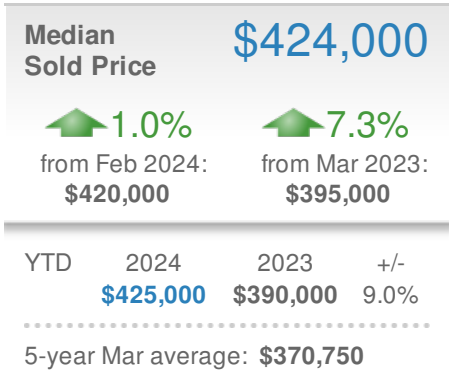 Median $424,000
Sold Price
1.0% 7.3%
from Feb 2024: from Mar 2023:
$420,000 $395,000
YTD 2024 2023 +/-
$425,000 $390,000 9.0%
5-year Mar average: $370,750